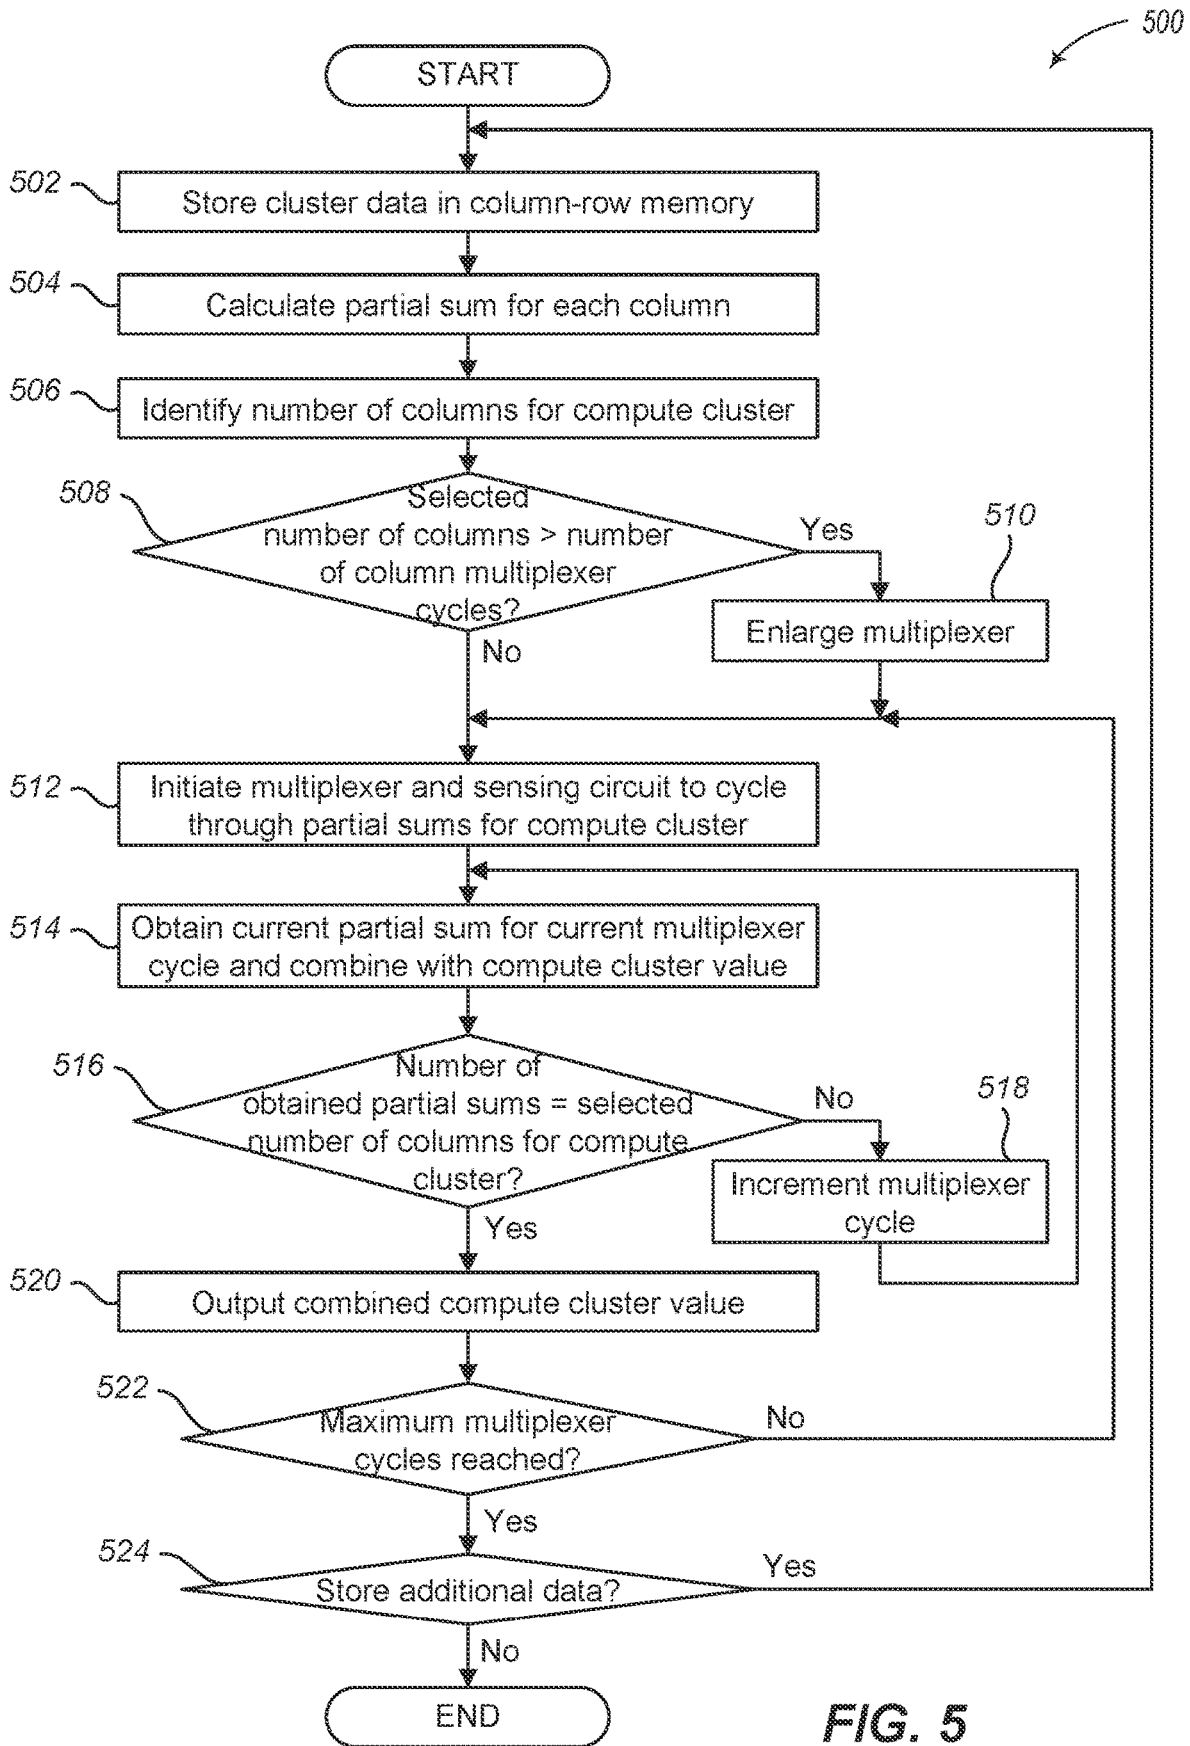 500
START
502
Store cluster data in column-row memory
504
Calculate partial sum for each column
506
Identify number of columns for compute cluster
508
Selected
number of columns > number
of column multiplexer
cycles?
Yes
510
Enlarge multiplexer
No
512
Initiate multiplexer and sensing circuit to cycle
through partial sums for compute cluster
514
Obtain current partial sum for current multiplexer
cycle and combine with compute cluster value
516
Number of
obtained partial sums = selected
number of columns for compute
cluster?
No
518
Increment multiplexer
cycle
Yes
520
Output combined compute cluster value
522
Maximum multiplexer
cycles reached?
No
Yes
524
Store additional data?
Yes
No
END
FIG. 5